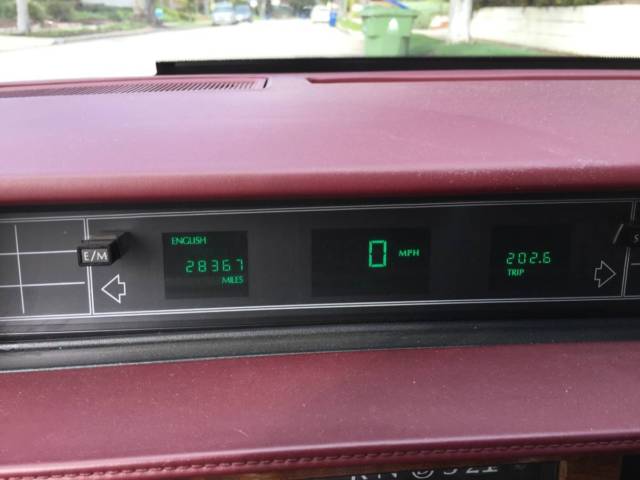 ENGLISH
E/M
28367
MILES
0 MPH
202.6
TRIP